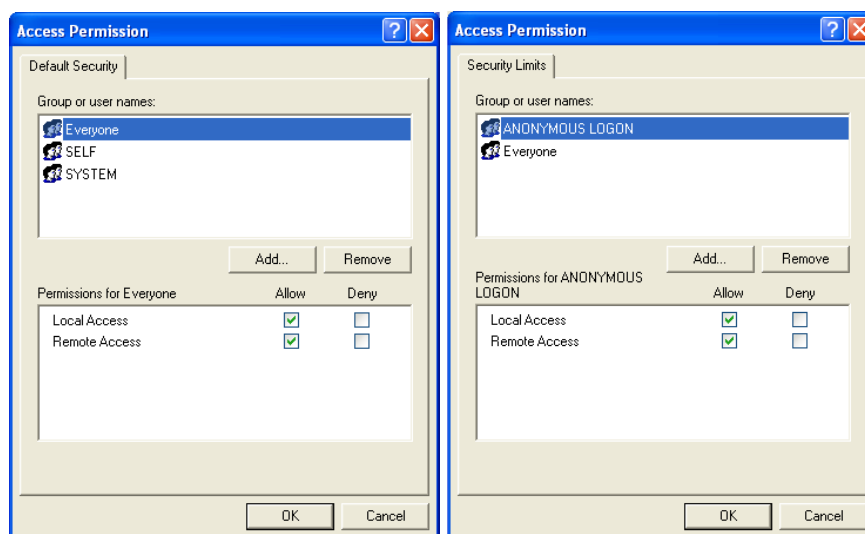 Access Permission
Default Security
Group or user names:
Everyone
SELF
SYSTEM
Add...
Remove
Permissions for Everyone
Allow
Deny
Local Access
Remote Access
OK
Cancel
Access Permission
Security Limits
Group or user names:
ANONYMOUS LOGON
Everyone
Add...
Remove
Permissions for ANONYMOUS
LOGON
Allow
Deny
Local Access
Remote Access
OK
Cancel